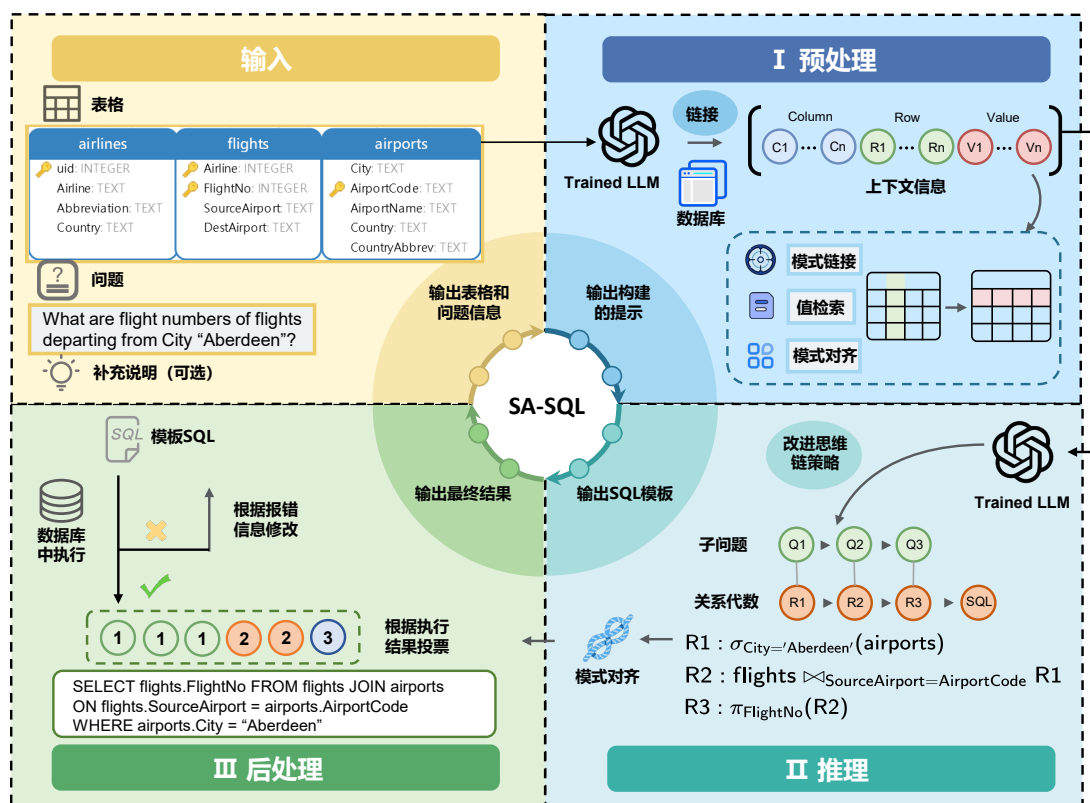 输入
表格
airlines
uid: INTEGER
Airline: TEXT
Abbreviation: TEXT
Country: TEXT
flights
Airline: INTEGER
FlightNo: INTEGER
SourceAirport: TEXT
DestAirport: TEXT
airports
City: TEXT
AirportCode: TEXT
AirportName: TEXT
Country: TEXT
CountryAbbrev: TEXT
问题
What are flight numbers of flights
departing from City “Aberdeen”?
补充说明（可选）
输出表格和
问题信息
Ⅰ 预处理
Trained LLM
链接
数据库
Column Row Value
C1 ··· Cn R1 ··· Rn V1 ··· Vn
上下文信息
模式链接
值检索
模式对齐
输出构建
的提示
SA-SQL
输出最终结果
输出SQL模板
SQL
模板SQL
数据库
中执行
根据报错
信息修改
1 1 1 2 2 3
根据执行
结果投票
SELECT flights.FlightNo FROM flights JOIN airports
ON flights.SourceAirport = airports.AirportCode
WHERE airports.City = “Aberdeen”
Ⅲ 后处理
改进思维
链策略
Trained LLM
子问题
Q1 Q2 Q3
关系代数
R1 R2 R3 SQL
模式对齐
R1 : σCity='Aberdeen'(airports)
R2 : flights ⋈SourceAirport=AirportCode R1
R3 : πFlightNo(R2)
Ⅱ 推理